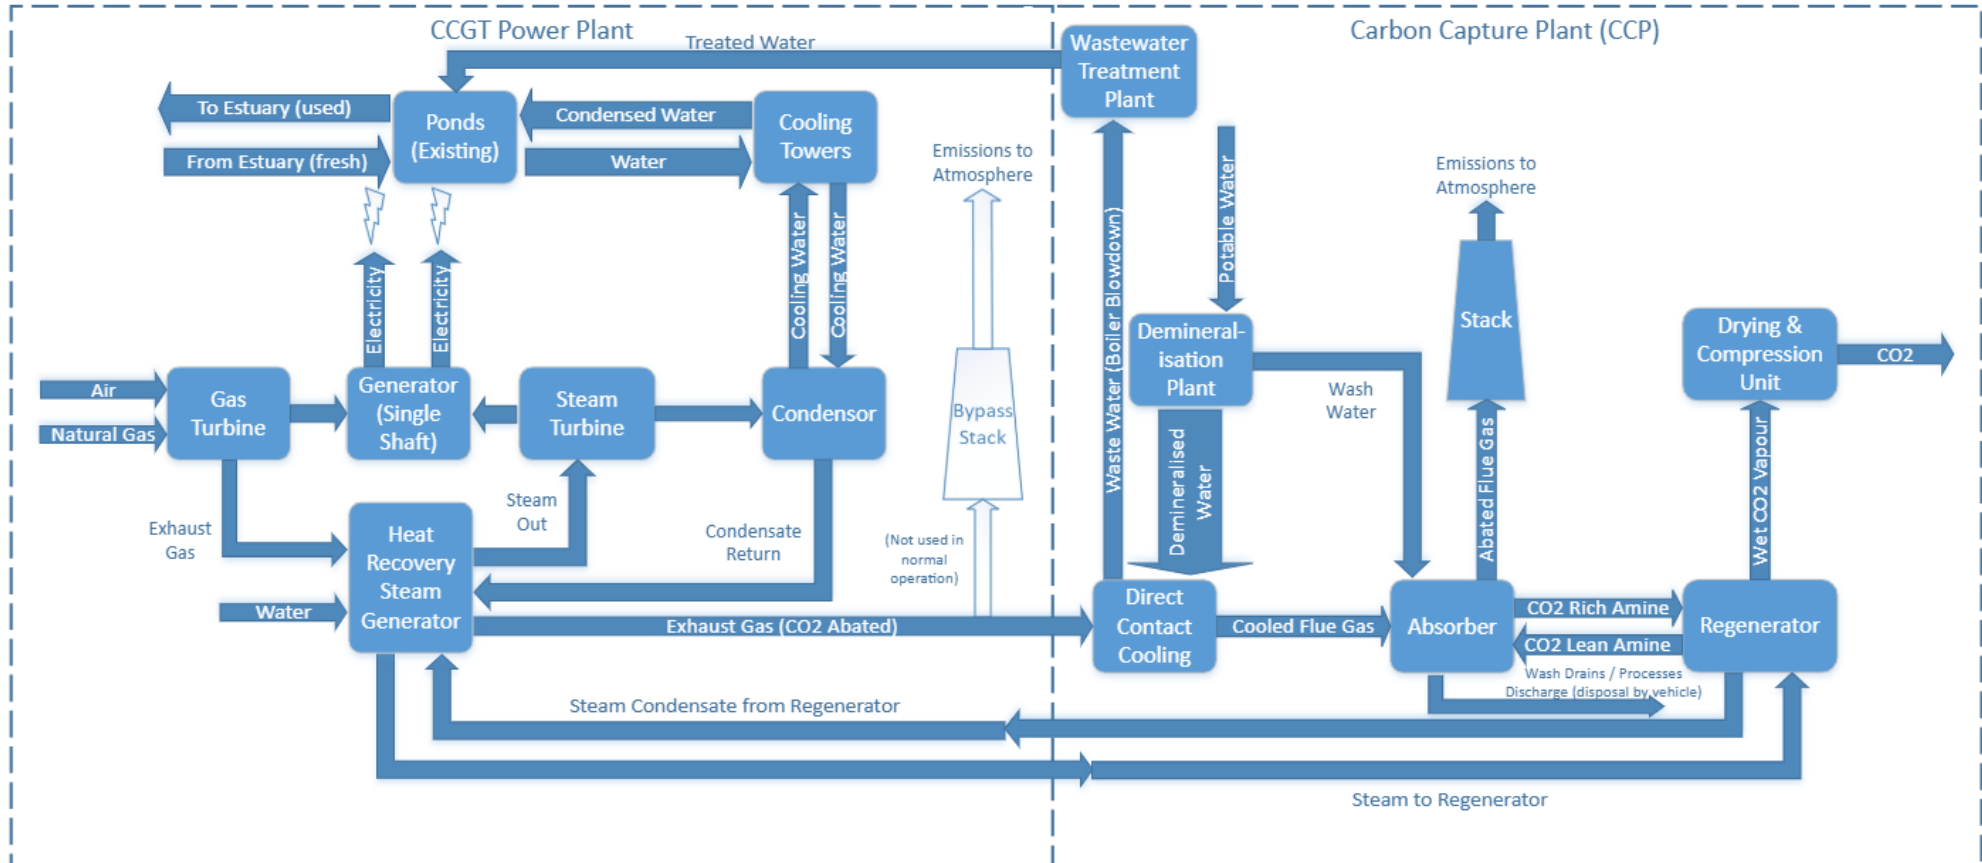 CCGT Power Plant
Carbon Capture Plant (CCP)
Treated Water
Wastewater
Treatment
Plant
To Estuary (used)
From Estuary (fresh)
Ponds
(Existing)
Condensed Water
Water
Cooling
Towers
Emissions to
Atmosphere
Potable Water
Emissions to
Atmosphere
Electricity
Electricity
Cooling Water
Cooling Water
Waste Water (Boiler Blowdown)
Stack
Demineral-
isation
Plant
Drying &
Compression
Unit
CO2
Air
Natural Gas
Gas
Turbine
Generator
(Single
Shaft)
Steam
Turbine
Condensor
Bypass
Stack
Wash
Water
Demineralised
Water
Abated Flue Gas
Wet CO2 Vapour
Exhaust
Gas
Steam
Out
Condensate
Return
(Not used in
normal
operation)
Heat
Recovery
Steam
Generator
Water
Exhaust Gas (CO2 Abated)
Direct
Contact
Cooling
Cooled Flue Gas
Absorber
CO2 Rich Amine
CO2 Lean Amine
Regenerator
Wash Drains / Processes
Discharge (disposal by vehicle)
Steam Condensate from Regenerator
Steam to Regenerator